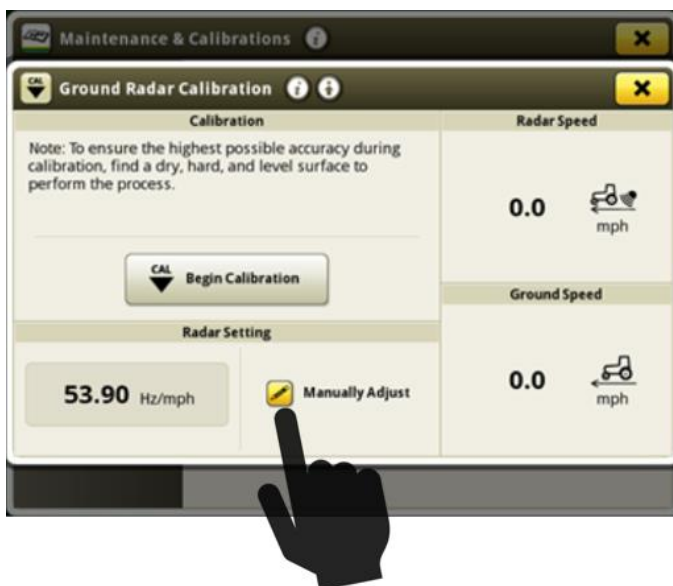 Maintenance & Calibrations
Ground Radar Calibration
Calibration
Note: To ensure the highest possible accuracy during
calibration, find a dry, hard, and level surface to
perform the process.
CAL Begin Calibration
Radar Setting
53.90 Hz/mph
Manually Adjust
Radar Speed
0.0 mph
Ground Speed
0.0 mph